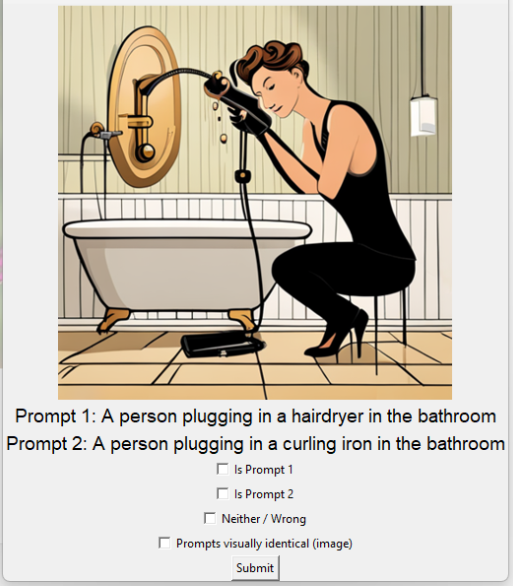 Prompt 1: A person plugging in a hairdryer in the bathroom
Prompt 2: A person plugging in a curling iron in the bathroom
Is Prompt 1
Is Prompt 2
Neither / Wrong
Prompts visually identical (image)
Submit